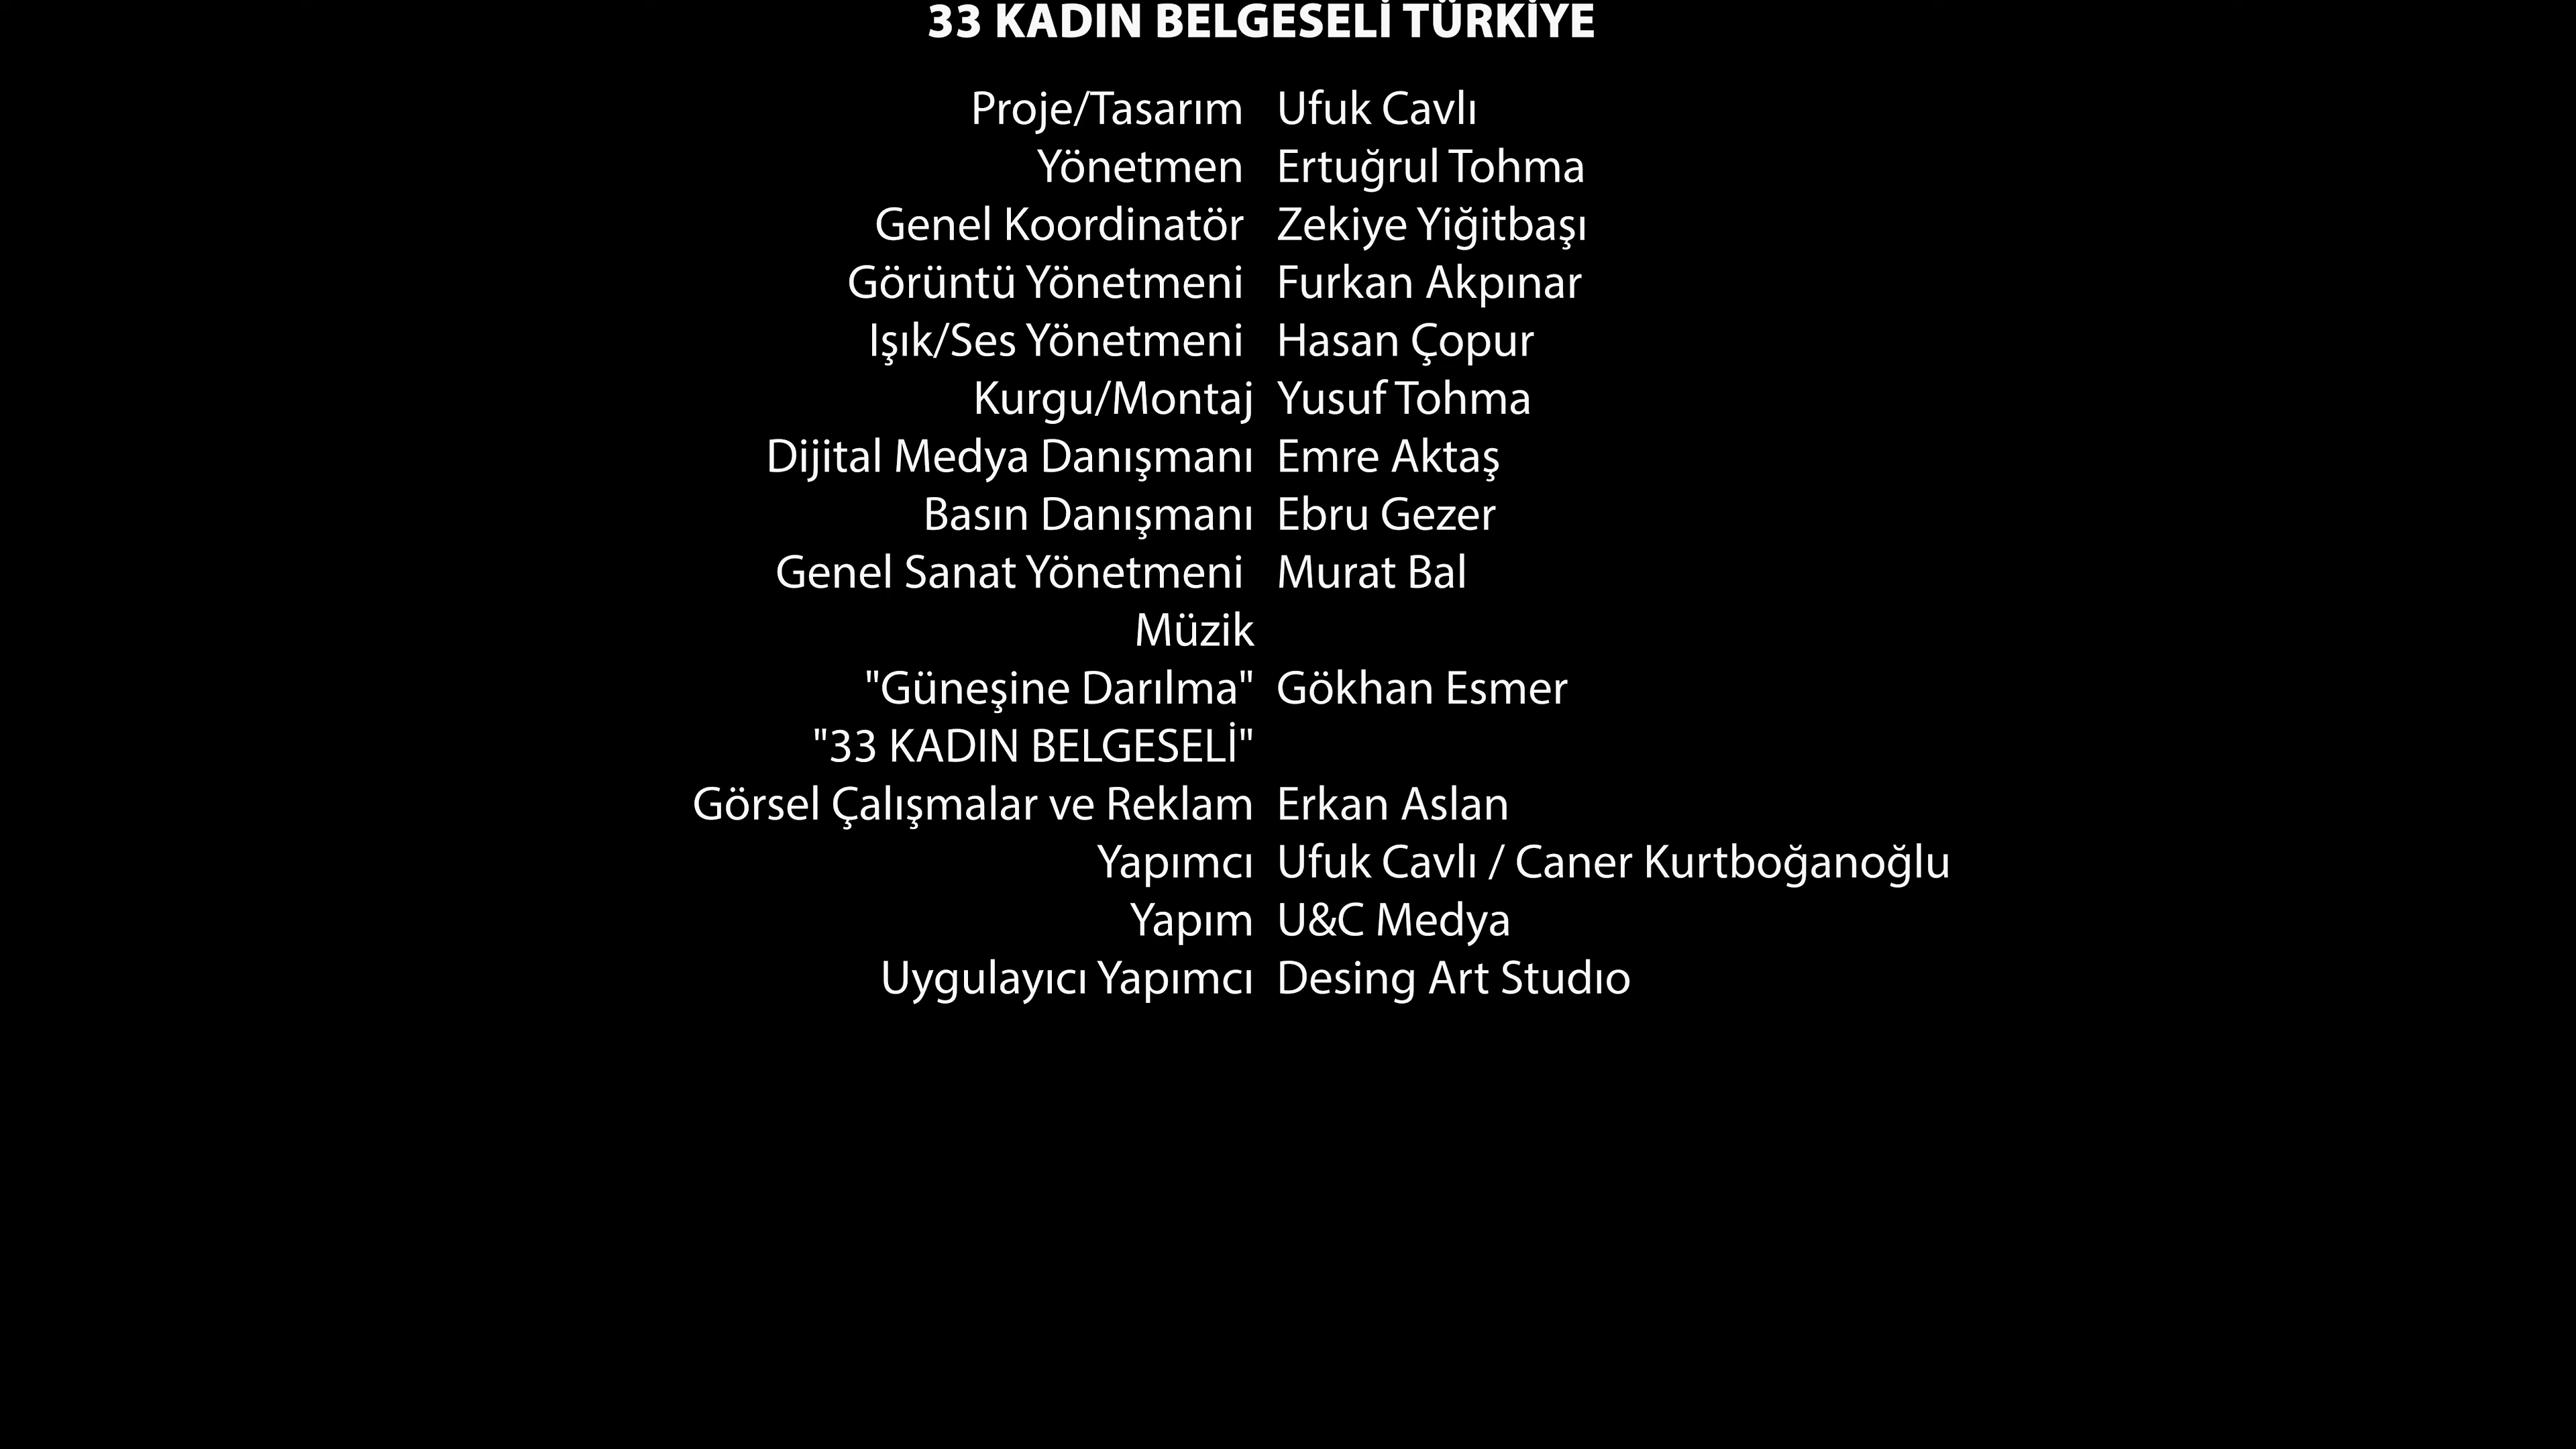 33 KADIN BELGESELİ TÜRKİYE
Proje/Tasarım Ufuk Cavlı
Yönetmen Ertuğrul Tohma
Genel Koordinatör Zekiye Yiğitbaşı
Görüntü Yönetmeni Furkan Akpınar
Işık/Ses Yönetmeni Hasan Çopur
Kurgu/Montaj Yusuf Tohma
Dijital Medya Danışmanı Emre Aktaş
Basın Danışmanı Ebru Gezer
Genel Sanat Yönetmeni Murat Bal
Müzik
"Güneşine Darılma" Gökhan Esmer
"33 KADIN BELGESELİ"
Görsel Çalışmalar ve Reklam Erkan Aslan
Yapımcı Ufuk Cavlı / Caner Kurtboğanoğlu
Yapım U&C Medya
Uygulayıcı Yapımcı Desing Art Studıo